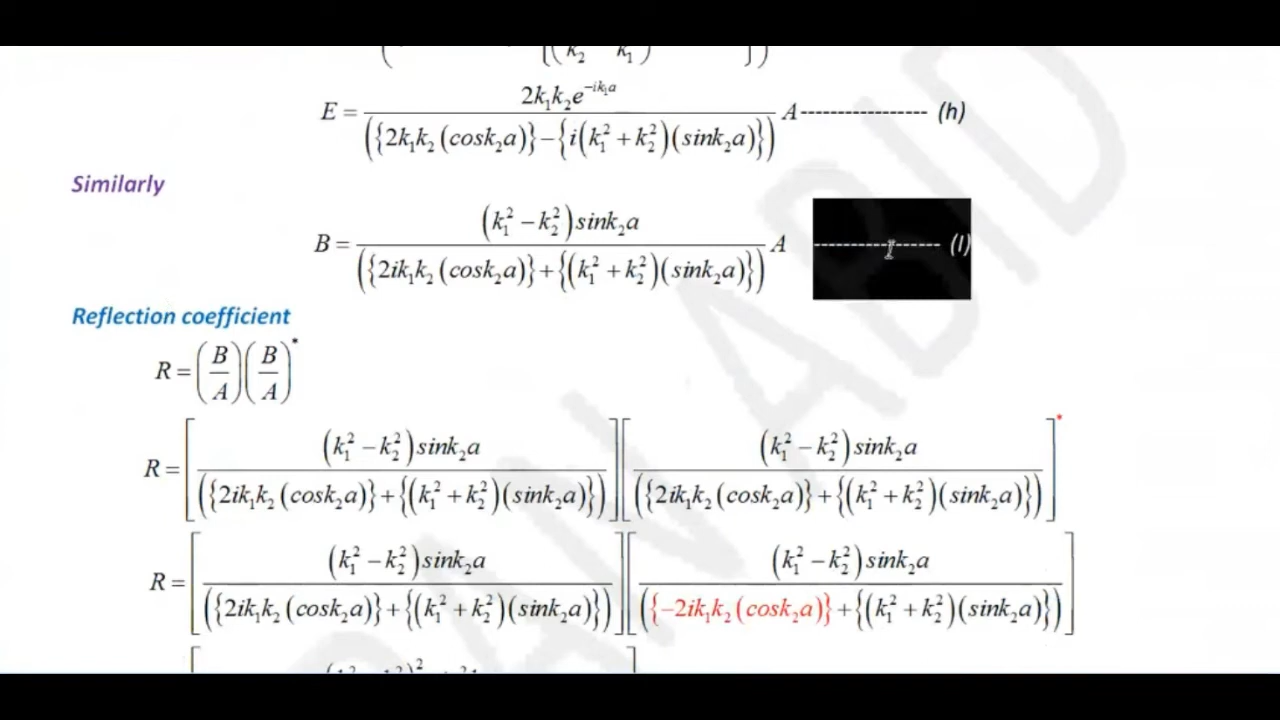 k₂ k₁
E = 2k₁k₂e^(−ik₁a) / ({2k₁k₂(cosk₂a)} − {i(k₁² + k₂²)(sink₂a)}) A ----------------- (h)
Similarly
B = (k₁² − k₂²)sink₂a / ({2ik₁k₂(cosk₂a)} + {(k₁² + k₂²)(sink₂a)}) A ----------------- (l)
Reflection coefficient
R = (B/A)(B/A)*
R = [(k₁² − k₂²)sink₂a / ({2ik₁k₂(cosk₂a)} + {(k₁² + k₂²)(sink₂a)})][(k₁² − k₂²)sink₂a / ({2ik₁k₂(cosk₂a)} + {(k₁² + k₂²)(sink₂a)})]*
R = [(k₁² − k₂²)sink₂a / ({2ik₁k₂(cosk₂a)} + {(k₁² + k₂²)(sink₂a)})][(k₁² − k₂²)sink₂a / ({−2ik₁k₂(cosk₂a)} + {(k₁² + k₂²)(sink₂a)})]